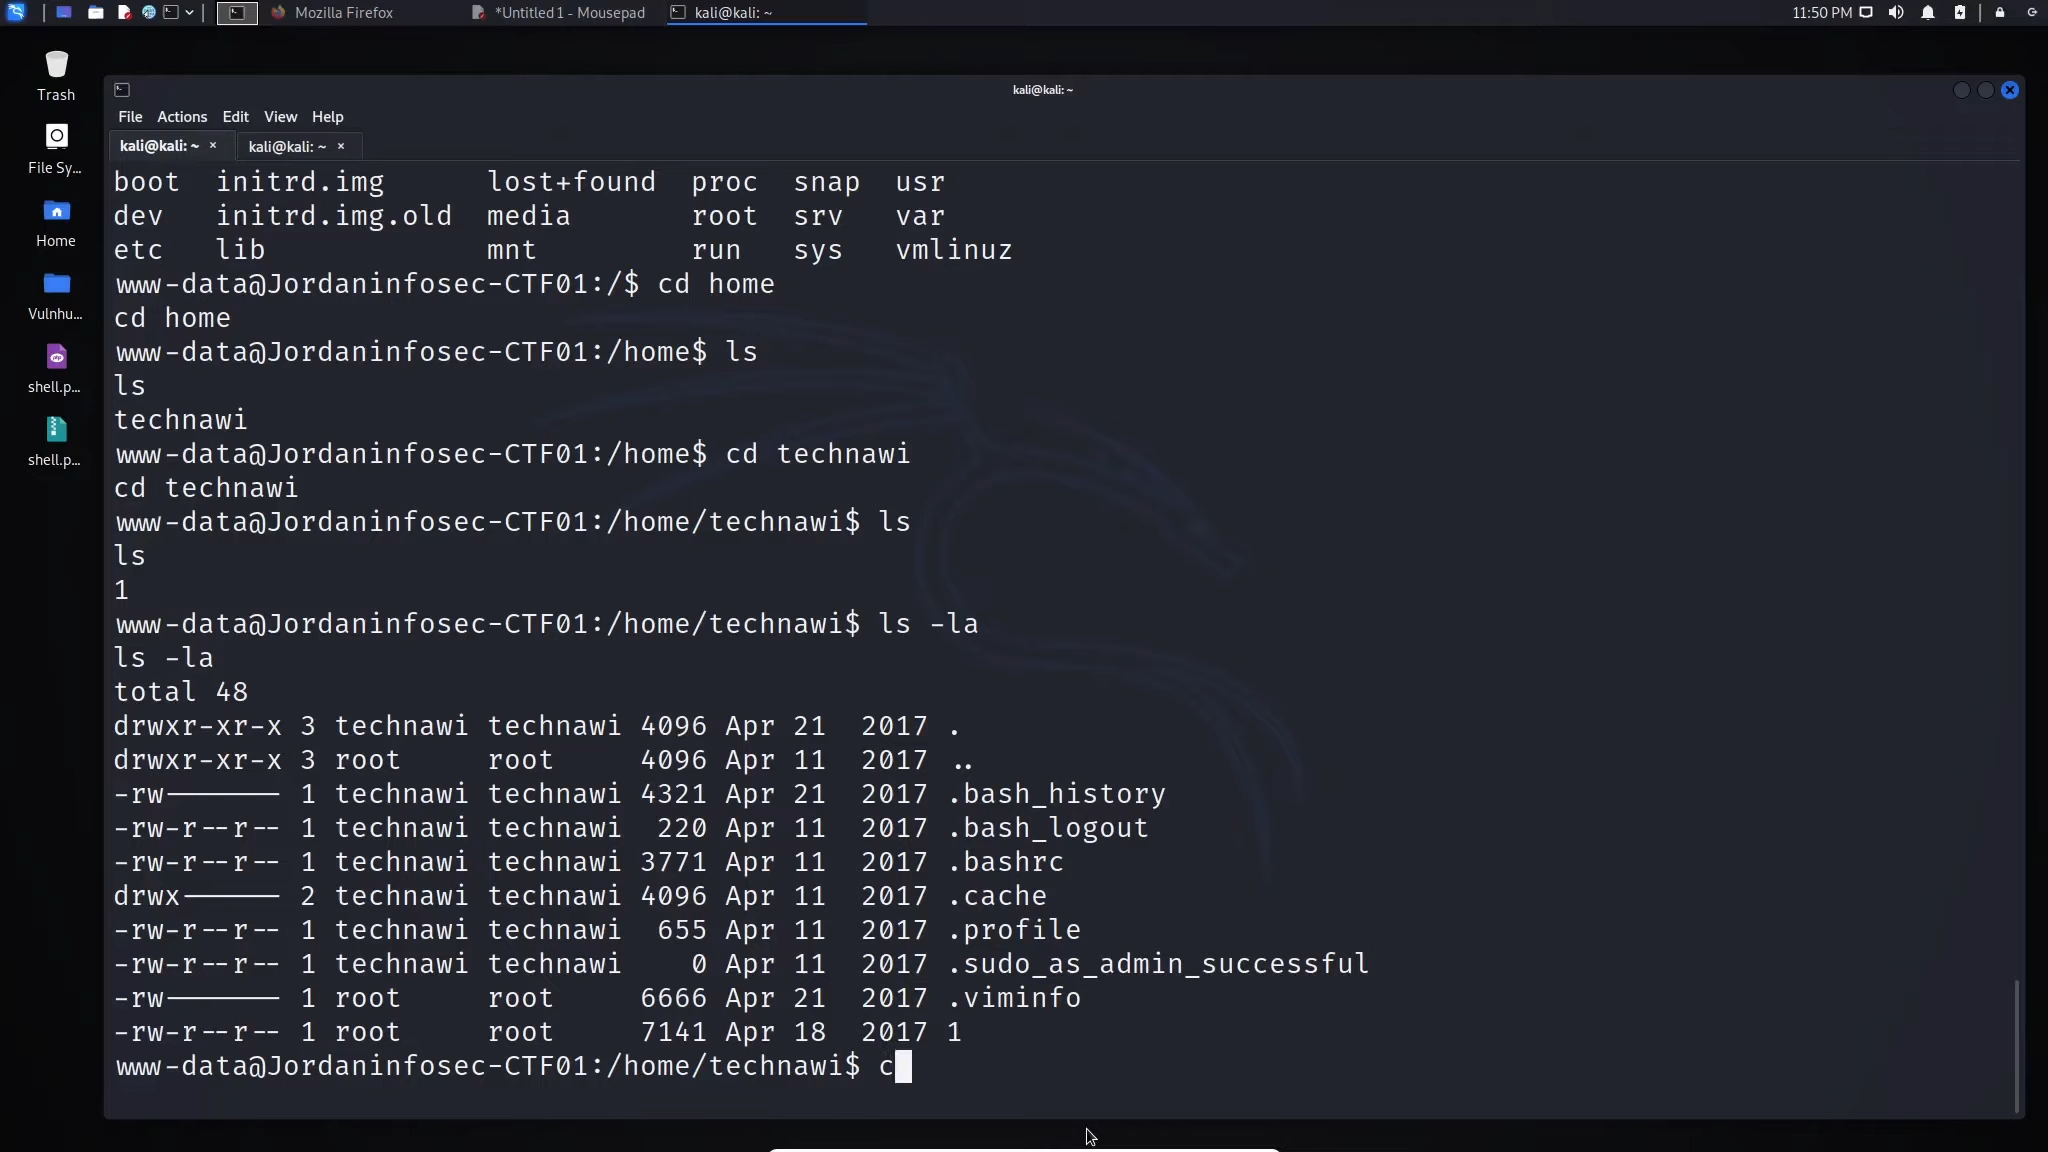 11:50 PM
Mozilla Firefox
*Untitled 1 - Mousepad
kali@kali: ~
Trash
File Sy...
Home
Vulnhu...
shell.p...
shell.p...
kali@kali: ~
File Actions Edit View Help
kali@kali: ~ × kali@kali: ~ ×
boot initrd.img lost+found proc snap usr
dev initrd.img.old media root srv var
etc lib mnt run sys vmlinuz
www-data@Jordaninfosec-CTF01:/$ cd home
cd home
www-data@Jordaninfosec-CTF01:/home$ ls
ls
technawi
www-data@Jordaninfosec-CTF01:/home$ cd technawi
cd technawi
www-data@Jordaninfosec-CTF01:/home/technawi$ ls
ls
1
www-data@Jordaninfosec-CTF01:/home/technawi$ ls -la
ls -la
total 48
drwxr-xr-x 3 technawi technawi 4096 Apr 21 2017 .
drwxr-xr-x 3 root root 4096 Apr 11 2017 ..
-rw------- 1 technawi technawi 4321 Apr 21 2017 .bash_history
-rw-r--r-- 1 technawi technawi 220 Apr 11 2017 .bash_logout
-rw-r--r-- 1 technawi technawi 3771 Apr 11 2017 .bashrc
drwx------ 2 technawi technawi 4096 Apr 11 2017 .cache
-rw-r--r-- 1 technawi technawi 655 Apr 11 2017 .profile
-rw-r--r-- 1 technawi technawi 0 Apr 11 2017 .sudo_as_admin_successful
-rw------- 1 root root 6666 Apr 21 2017 .viminfo
-rw-r--r-- 1 root root 7141 Apr 18 2017 1
www-data@Jordaninfosec-CTF01:/home/technawi$ c